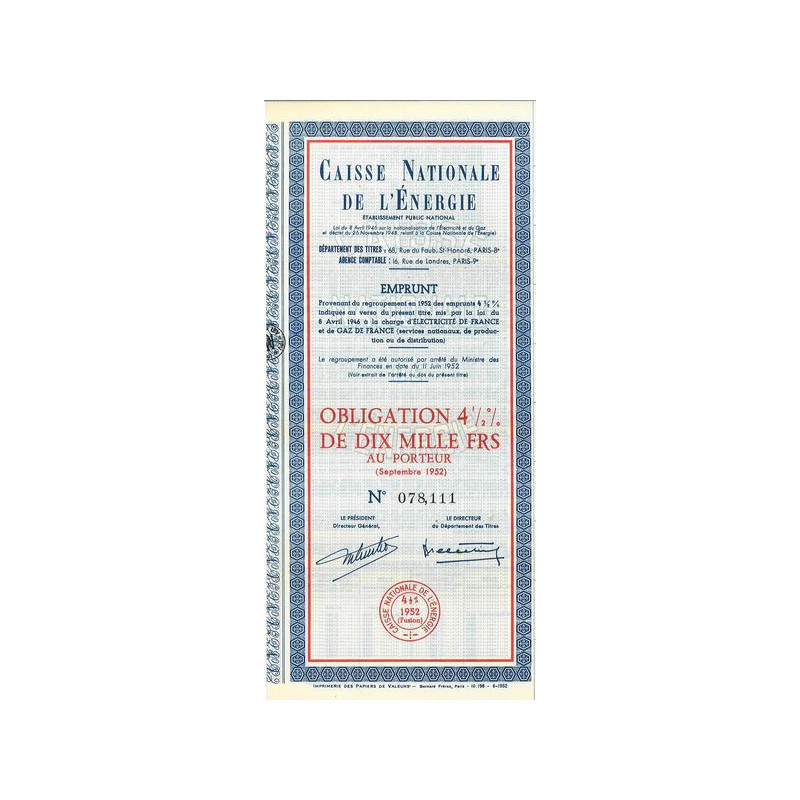 CAISSE NATIONALE
DE L'ÉNERGIE
ÉTABLISSEMENT PUBLIC NATIONAL
Loi du 8 Avril 1946 sur la nationalisation de l'Électricité et du Gaz
et décret du 26 Novembre 1948, relatif à la Caisse Nationale de l'Énergie)
DÉPARTEMENT DES TITRES : 68, Rue du Faub. St-Honoré, PARIS-8e
AGENCE COMPTABLE : 16, Rue de Londres, PARIS-9e
EMPRUNT
Provenant du regroupement en 1952 des emprunts 4 ½ %
indiqués au verso du présent titre, mis par la loi du
8 Avril 1946 à la charge d'ÉLECTRICITÉ DE FRANCE
et de GAZ DE FRANCE (services nationaux, de produc-
tion ou de distribution)
Le regroupement a été autorisé par arrêté du Ministre des
Finances en date du 11 Juin 1952
(Voir extrait de l'arrêté au dos du présent titre)
OBLIGATION 4 ½ %
DE DIX MILLE FRS
AU PORTEUR
(Septembre 1952)
N° 078,111
LE PRÉSIDENT
Directeur Général,
LE DIRECTEUR
du Département des Titres
CAISSE NATIONALE DE L'ÉNERGIE
4 ½ %
1952
(Fusion)
IMPRIMERIE DES PAPIERS DE VALEURS - Bernard Frères, Paris - 10.198 - 6-1952